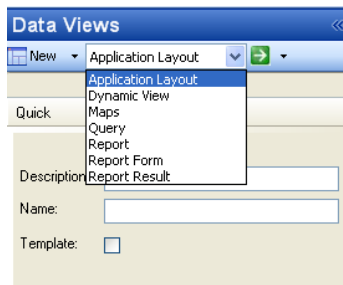 Data Views
New
Application Layout
Application Layout
Dynamic View
Maps
Query
Report
Report Form
Report Result
Quick
Description
Name:
Template: